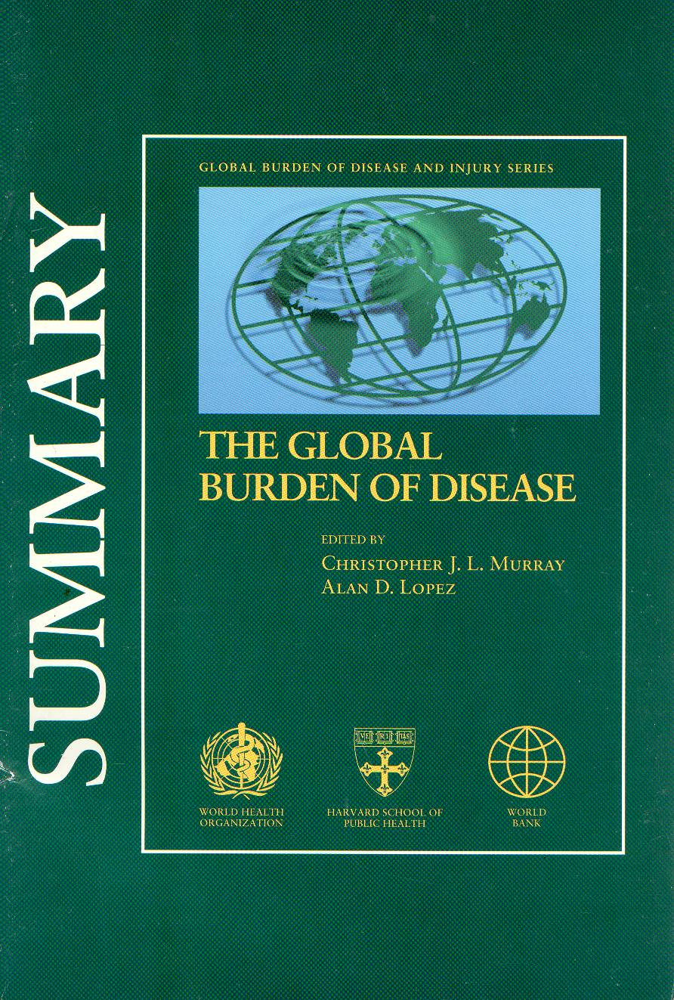 SUMMARY
GLOBAL BURDEN OF DISEASE AND INJURY SERIES
THE GLOBAL
BURDEN OF DISEASE
EDITED BY
CHRISTOPHER J. L. MURRAY
ALAN D. LOPEZ
VE RI TAS
WORLD HEALTH
ORGANIZATION
HARVARD SCHOOL OF
PUBLIC HEALTH
WORLD
BANK